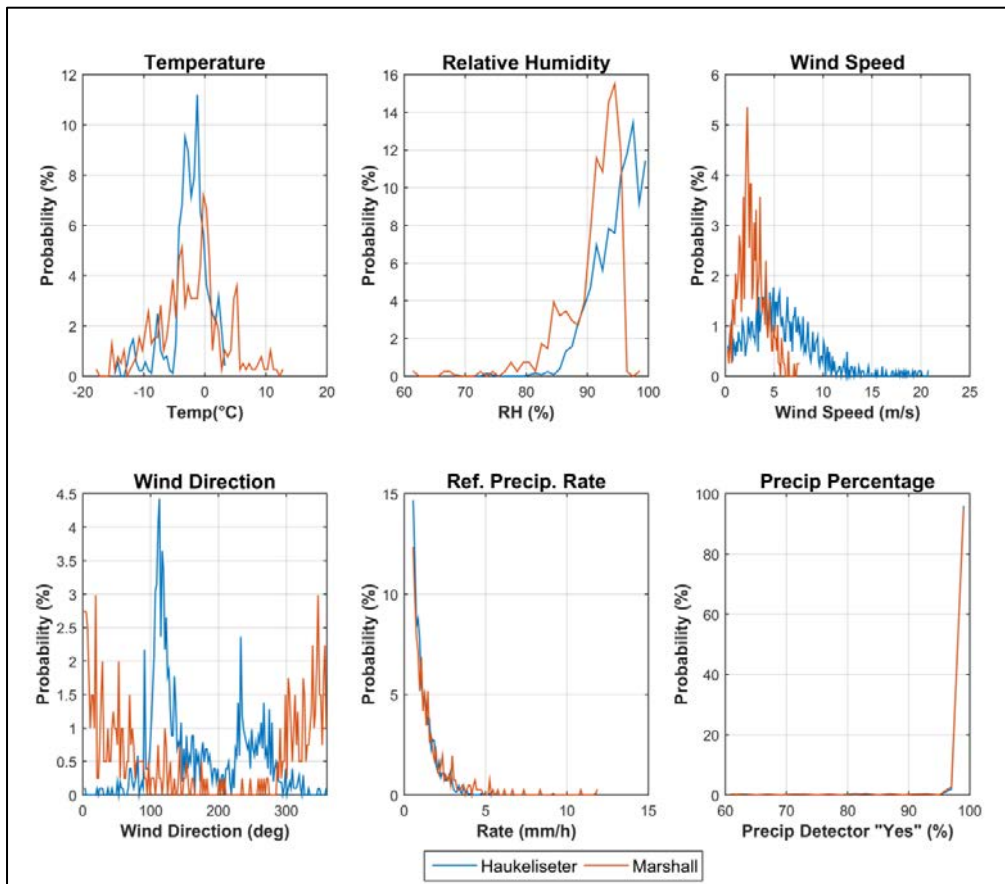 Temperature
12
10
8
6
4
2
0
-20 -10 0 10 20
Probability (%)
Temp(°C)
Relative Humidity
16
14
12
10
8
6
4
2
0
60 70 80 90 100
Probability (%)
RH (%)
Wind Speed
6
5
4
3
2
1
0
0 5 10 15 20 25
Probability (%)
Wind Speed (m/s)
Wind Direction
4.5
4
3.5
3
2.5
2
1.5
1
0.5
0
0 100 200 300
Probability (%)
Wind Direction (deg)
Ref. Precip. Rate
15
10
5
0
0 5 10 15
Probability (%)
Rate (mm/h)
Precip Percentage
100
80
60
40
20
0
60 70 80 90 100
Probability (%)
Precip Detector "Yes" (%)
Haukeliseter Marshall